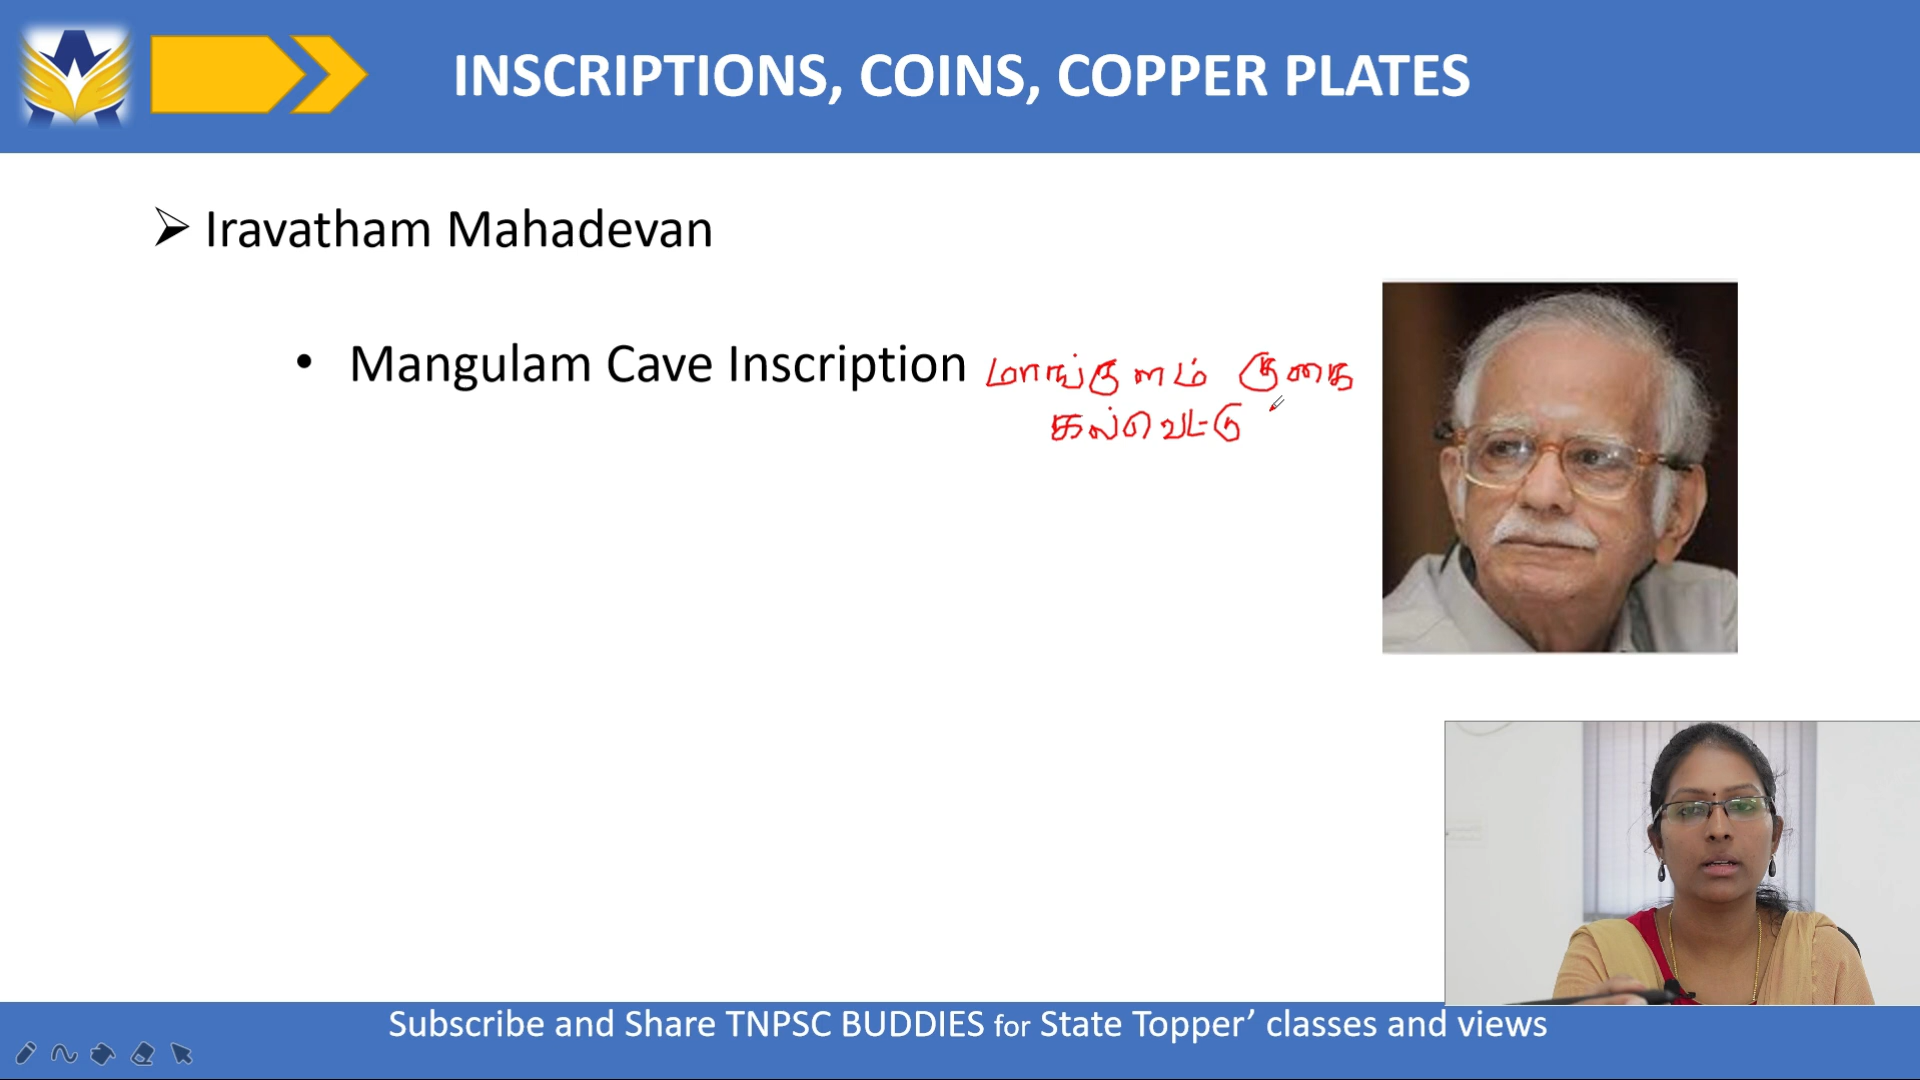 INSCRIPTIONS, COINS, COPPER PLATES
Iravatham Mahadevan
Mangulam Cave Inscription மாங்குளம் குகை
கல்வெட்டு
Subscribe and Share TNPSC BUDDIES for State Topper’ classes and views